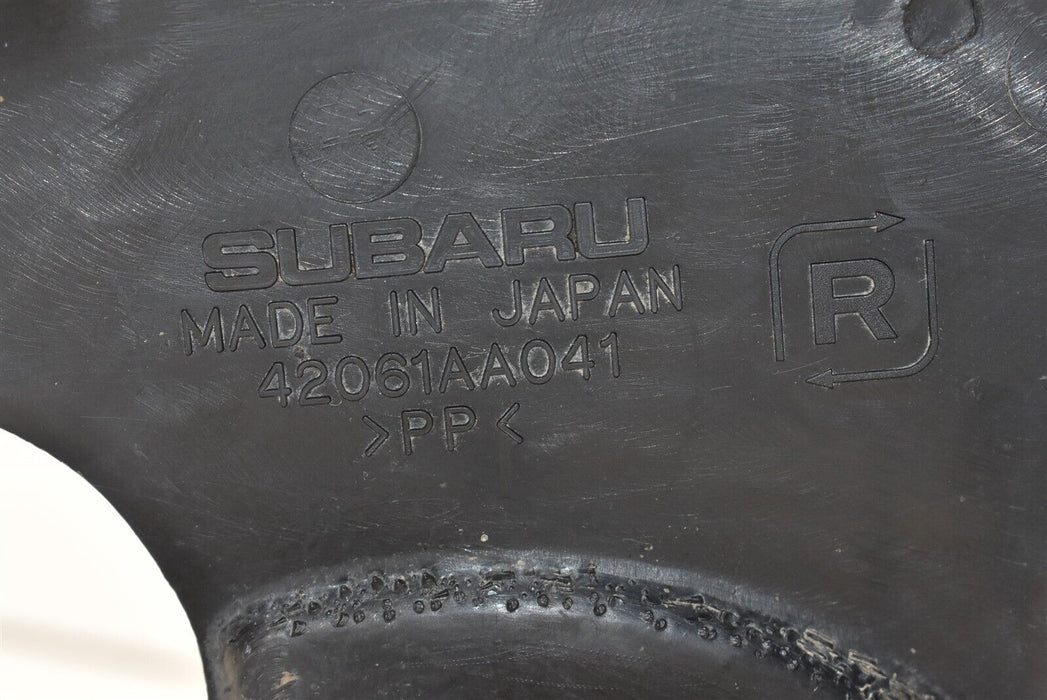 SUBARU
MADE IN JAPAN
42061AA041
>PP<
R